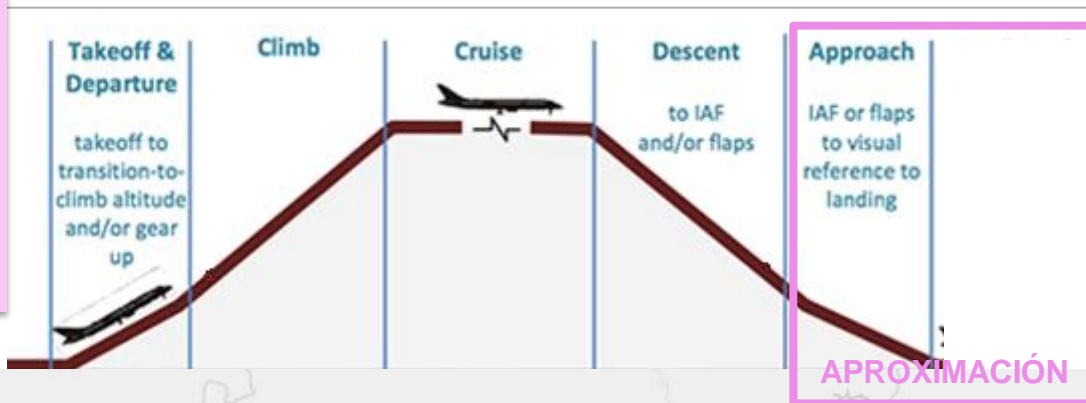 Takeoff &
Departure
takeoff to
transition-to-
climb altitude
and/or gear
up
Climb
Cruise
Descent
to IAF
and/or flaps
Approach
IAF or flaps
to visual
reference to
landing
APROXIMACIÓN